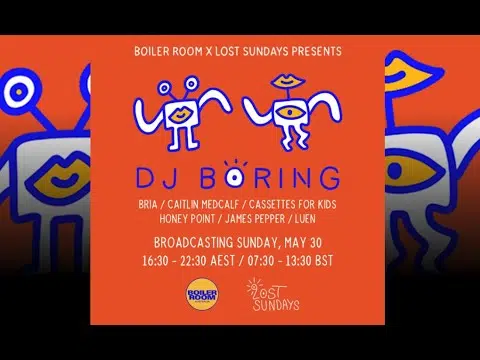 BOILER ROOM X LOST SUNDAYS PRESENTS
DJ BORING
BRIA / CAITLIN MEDCALF / CASSETTES FOR KIDS
HONEY POINT / JAMES PEPPER / LUEN
BROADCASTING SUNDAY, MAY 30
16:30 - 22:30 AEST / 07:30 - 13:30 BST
BOILER
ROOM
LOST
SUNDAYS